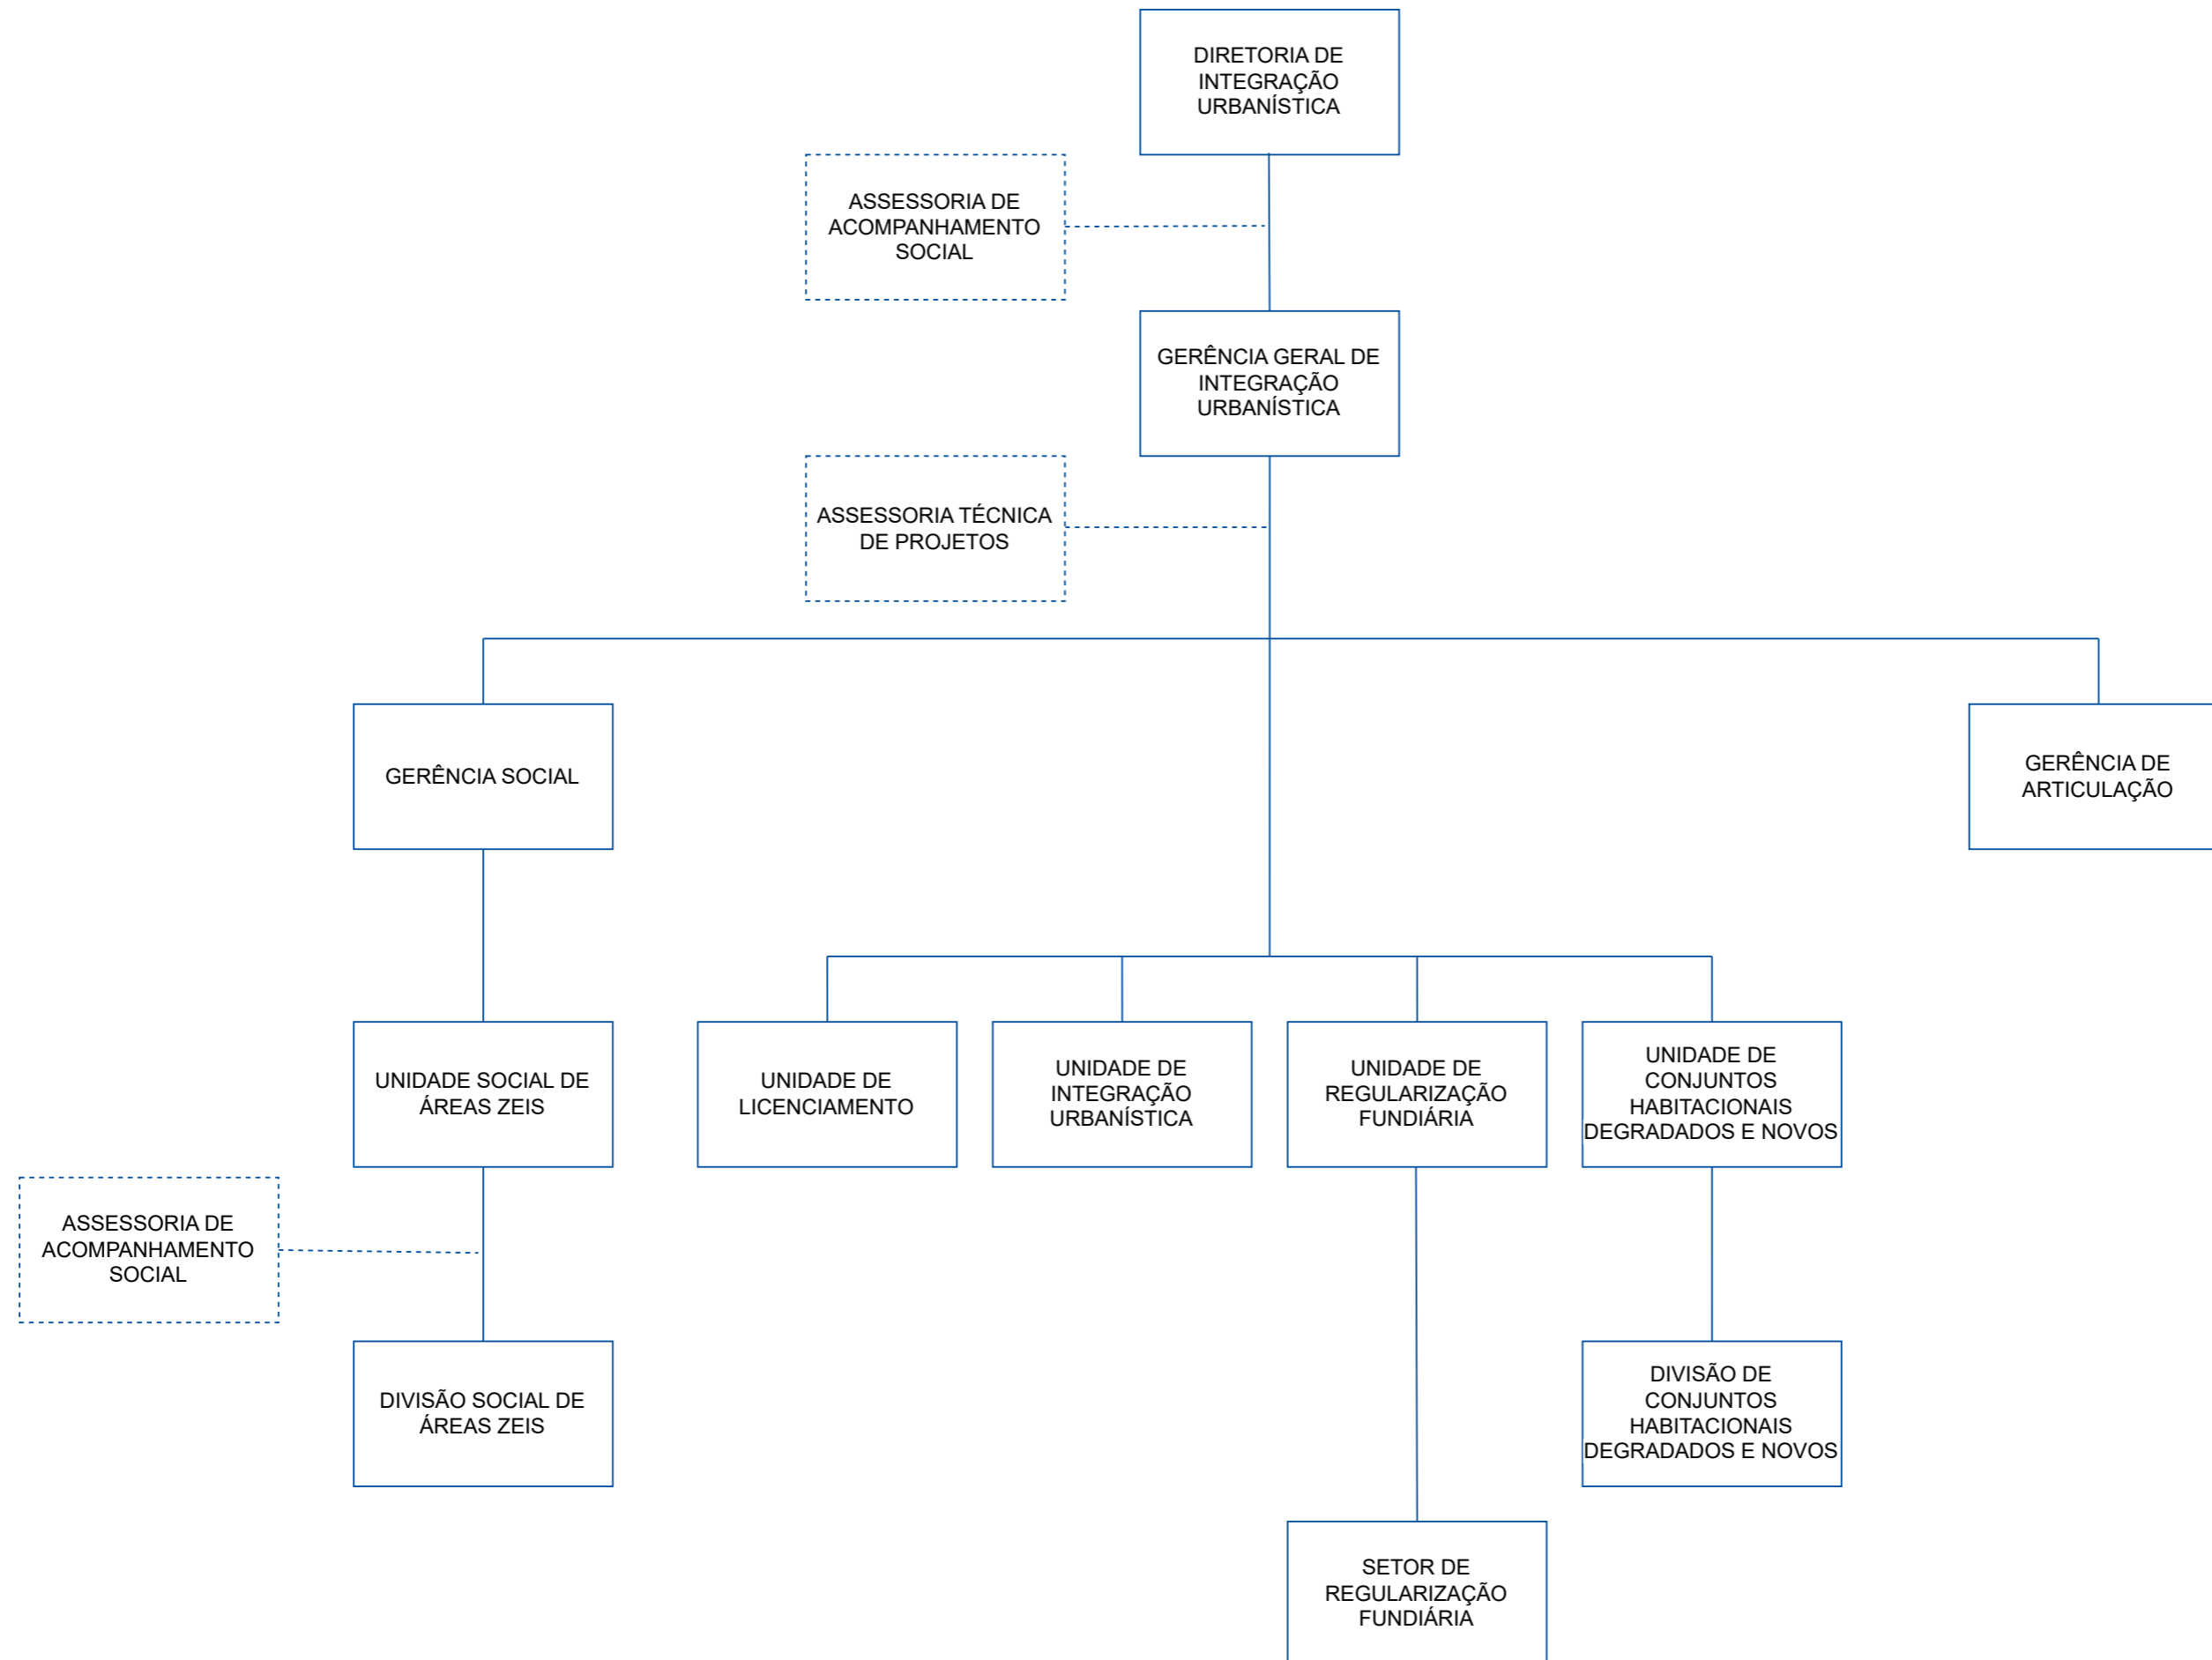 DIRETORIA DE
INTEGRAÇÃO
URBANÍSTICA
ASSESSORIA DE
ACOMPANHAMENTO
SOCIAL
GERÊNCIA GERAL DE
INTEGRAÇÃO
URBANÍSTICA
ASSESSORIA TÉCNICA
DE PROJETOS
GERÊNCIA SOCIAL
GERÊNCIA DE
ARTICULAÇÃO
UNIDADE SOCIAL DE
ÁREAS ZEIS
UNIDADE DE
LICENCIAMENTO
UNIDADE DE
INTEGRAÇÃO
URBANÍSTICA
UNIDADE DE
REGULARIZAÇÃO
FUNDIÁRIA
UNIDADE DE
CONJUNTOS
HABITACIONAIS
DEGRADADOS E NOVOS
ASSESSORIA DE
ACOMPANHAMENTO
SOCIAL
DIVISÃO SOCIAL DE
ÁREAS ZEIS
DIVISÃO DE
CONJUNTOS
HABITACIONAIS
DEGRADADOS E NOVOS
SETOR DE
REGULARIZAÇÃO
FUNDIÁRIA